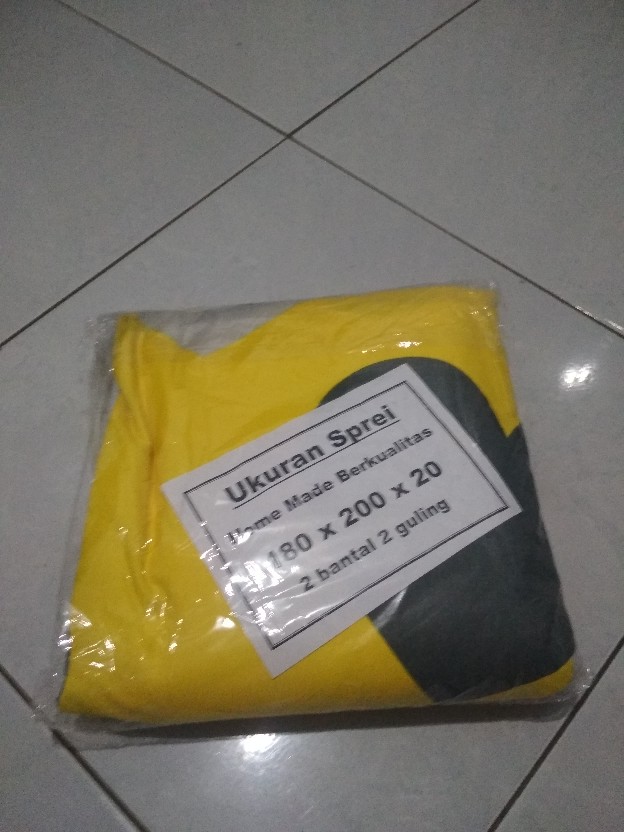 Ukuran Sprei
Home Made Berkualitas
180 x 200 x 20
2 bantal 2 guling